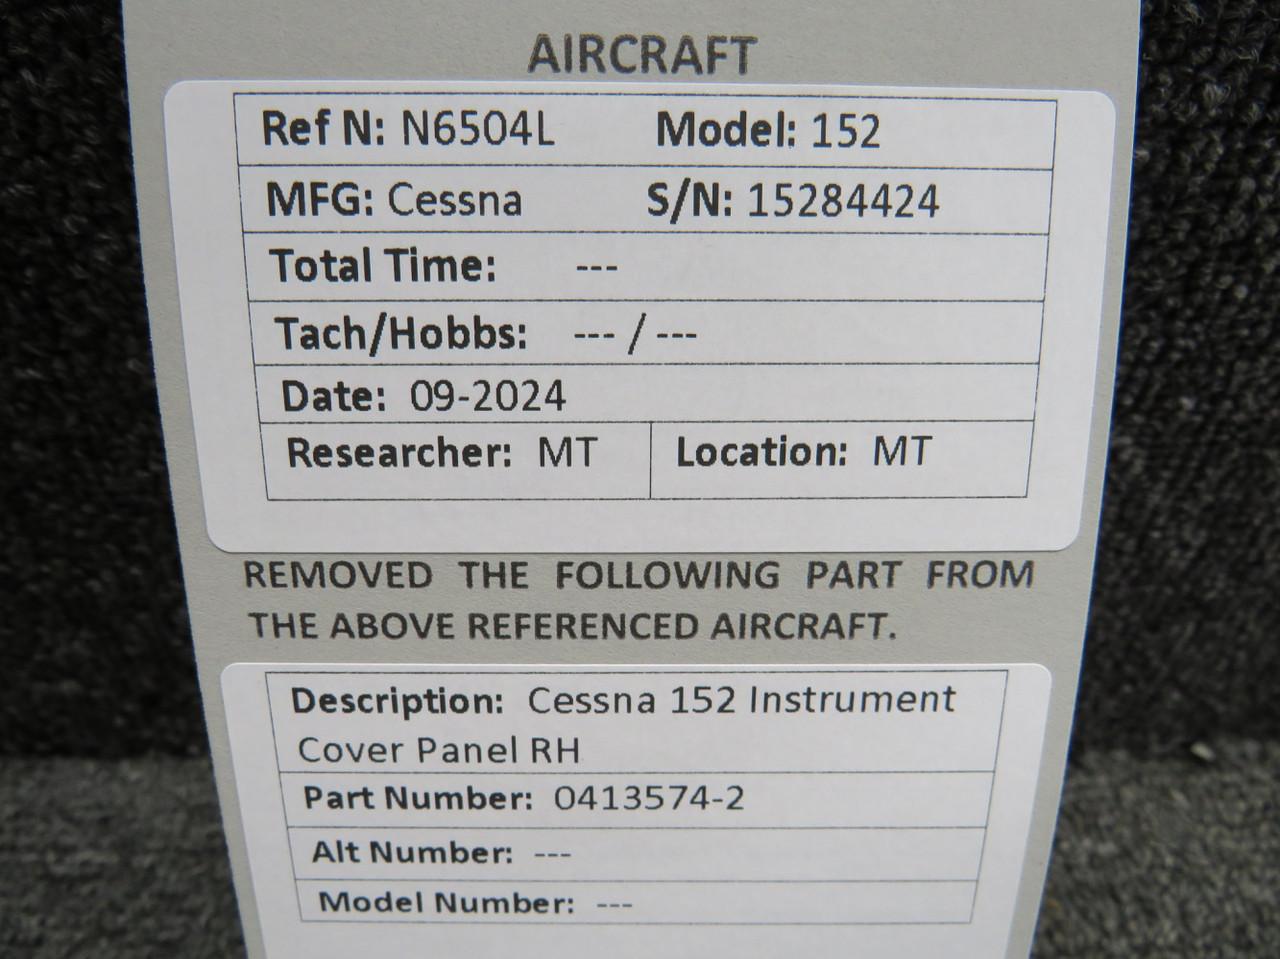 AIRCRAFT
Ref N: N6504L Model: 152
MFG: Cessna S/N: 15284424
Total Time: ---
Tach/Hobbs: --- / ---
Date: 09-2024
Researcher: MT Location: MT
REMOVED THE FOLLOWING PART FROM
THE ABOVE REFERENCED AIRCRAFT.
Description: Cessna 152 Instrument
Cover Panel RH
Part Number: 0413574-2
Alt Number: ---
Model Number: ---